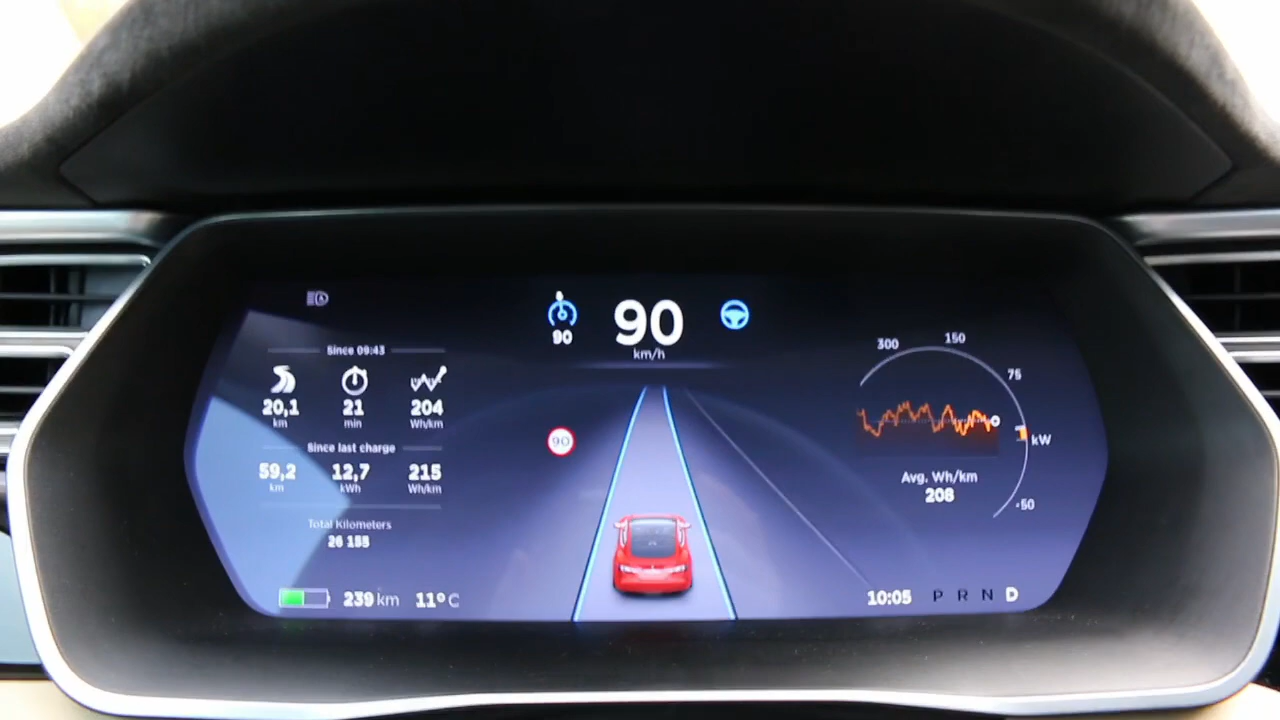 90 90
km/h
Since 09:43
20,1 21 204
km min Wh/km
Since last charge
59,2 12,7 215
km kWh Wh/km
Total Kilometers
26 155
239 km 11°C
90
300 150
75
kW
-50
Avg. Wh/km
208
10:05 P R N D